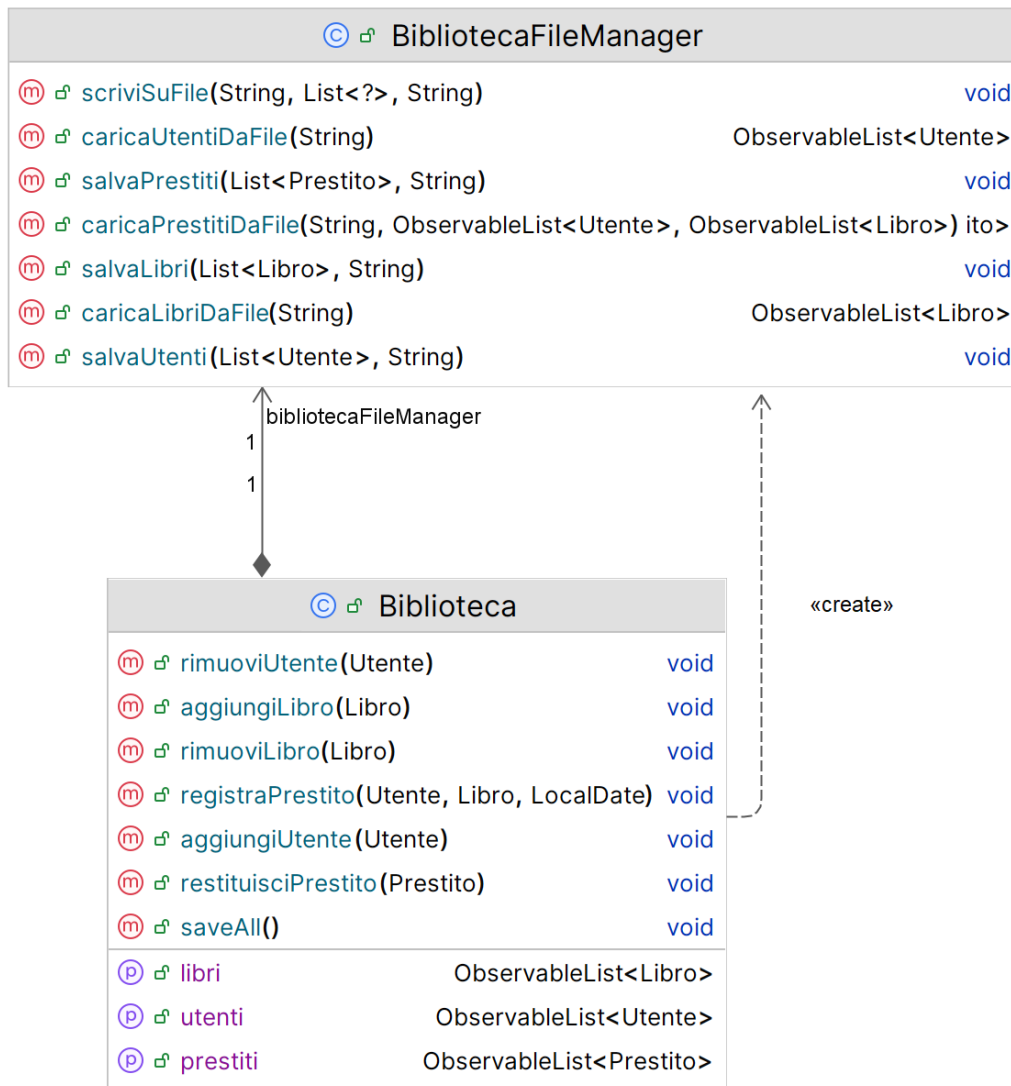 BibliotecaFileManager
scriviSuFile(String, List<?>, String) void
caricaUtentiDaFile(String) ObservableList<Utente>
salvaPrestiti(List<Prestito>, String) void
caricaPrestitiDaFile(String, ObservableList<Utente>, ObservableList<Libro>) ito>
salvaLibri(List<Libro>, String) void
caricaLibriDaFile(String) ObservableList<Libro>
salvaUtenti(List<Utente>, String) void
bibliotecaFileManager
1
1
«create»
Biblioteca
rimuoviUtente(Utente) void
aggiungiLibro(Libro) void
rimuoviLibro(Libro) void
registraPrestito(Utente, Libro, LocalDate) void
aggiungiUtente(Utente) void
restituisciPrestito(Prestito) void
saveAll() void
libri ObservableList<Libro>
utenti ObservableList<Utente>
prestiti ObservableList<Prestito>